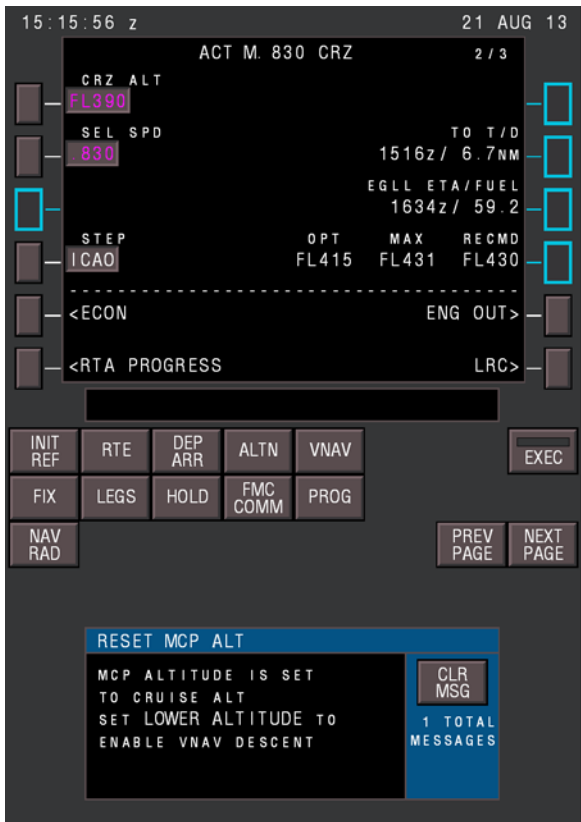 15:15:56 z 21 AUG 13
ACT M.830 CRZ 2/3
CRZ ALT
FL390
SEL SPD TO T/D
830 1516z/ 6.7NM
EGLL ETA/FUEL
1634z/ 59.2
STEP OPT MAX RECMD
ICAO FL415 FL431 FL430
--------------------------------
<ECON ENG OUT>
<RTA PROGRESS LRC>
INIT REF RTE DEP ARR ALTN VNAV EXEC
FIX LEGS HOLD FMC COMM PROG
NAV RAD PREV PAGE NEXT PAGE
RESET MCP ALT
MCP ALTITUDE IS SET
TO CRUISE ALT
SET LOWER ALTITUDE TO
ENABLE VNAV DESCENT
CLR
MSG
1 TOTAL
MESSAGES